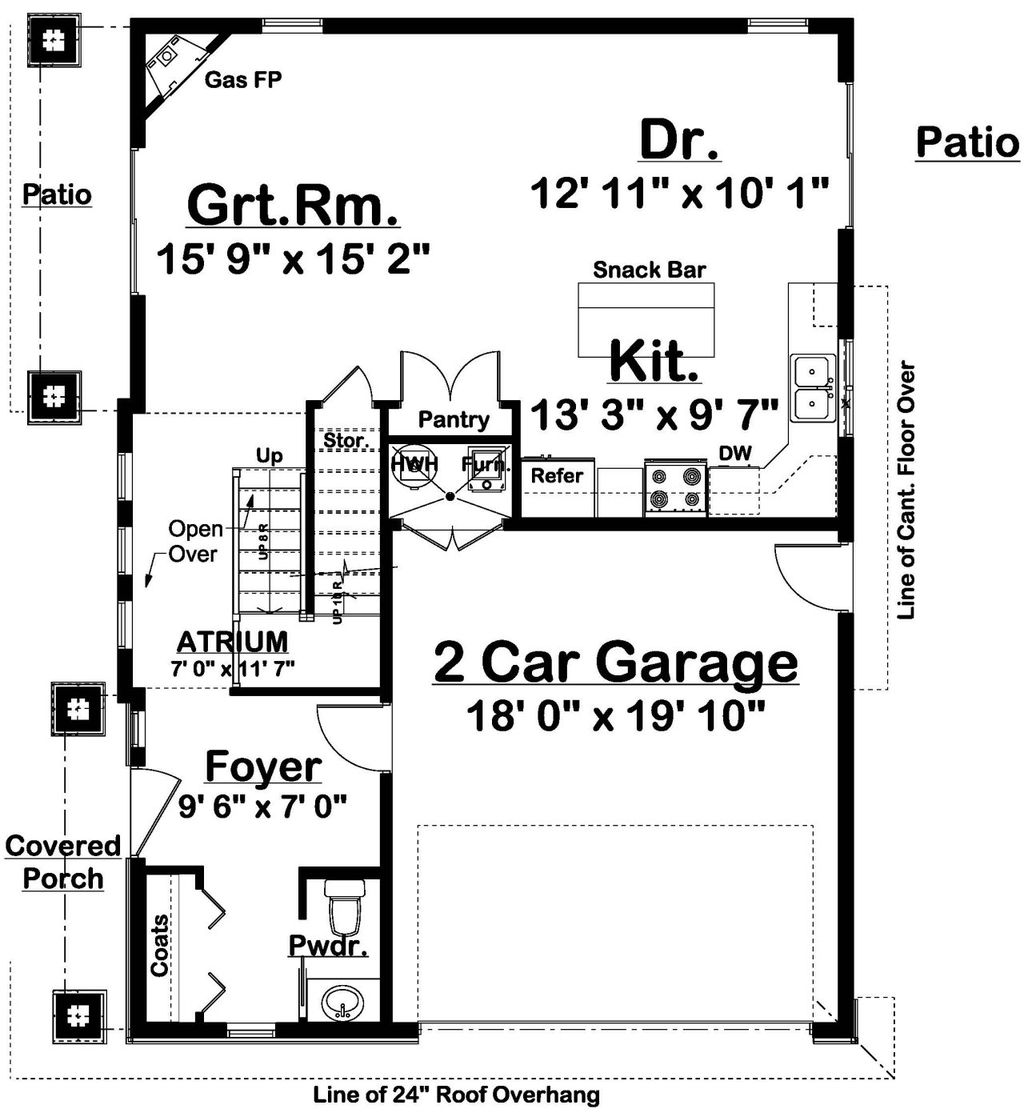 Gas FP
Patio
Dr.
12' 11" x 10' 1"
Patio
Grt.Rm.
15' 9" x 15' 2"
Snack Bar
Kit.
13' 3" x 9' 7"
Pantry
Stor.
Up
HWH
Furn.
Refer
DW
Line of Cant. Floor Over
Open
Over
UP 8 R
UP 10 R
ATRIUM
7' 0" x 11' 7"
2 Car Garage
18' 0" x 19' 10"
Foyer
9' 6" x 7' 0"
Covered
Porch
Coats
Pwdr.
Line of 24" Roof Overhang